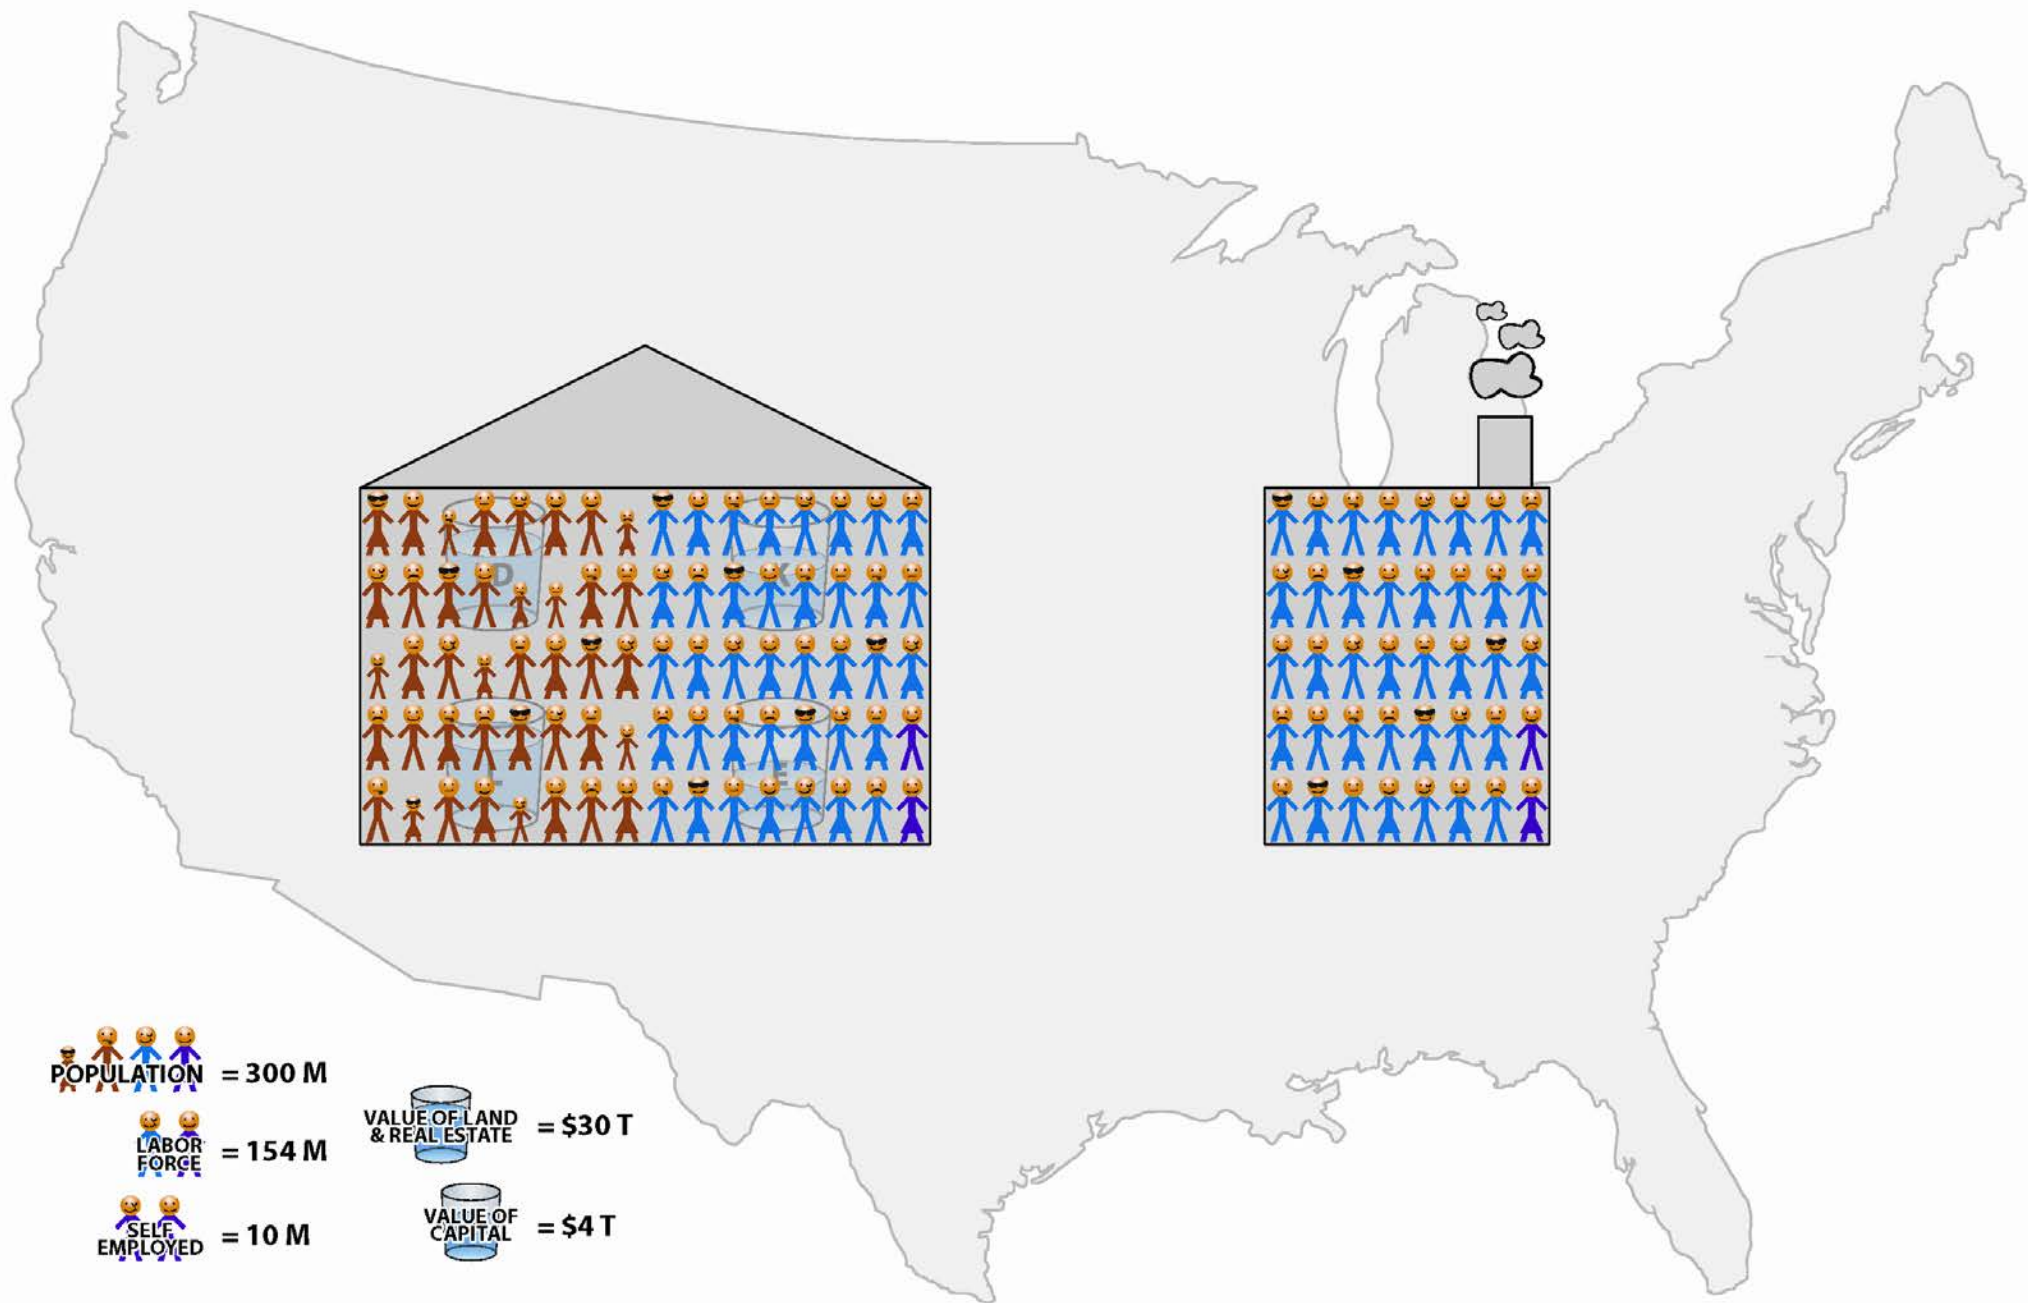 D
K
L
E
POPULATION = 300 M
LABOR
FORCE = 154 M
SELF
EMPLOYED = 10 M
VALUE OF LAND
& REAL ESTATE = $30 T
VALUE OF
CAPITAL = $4 T